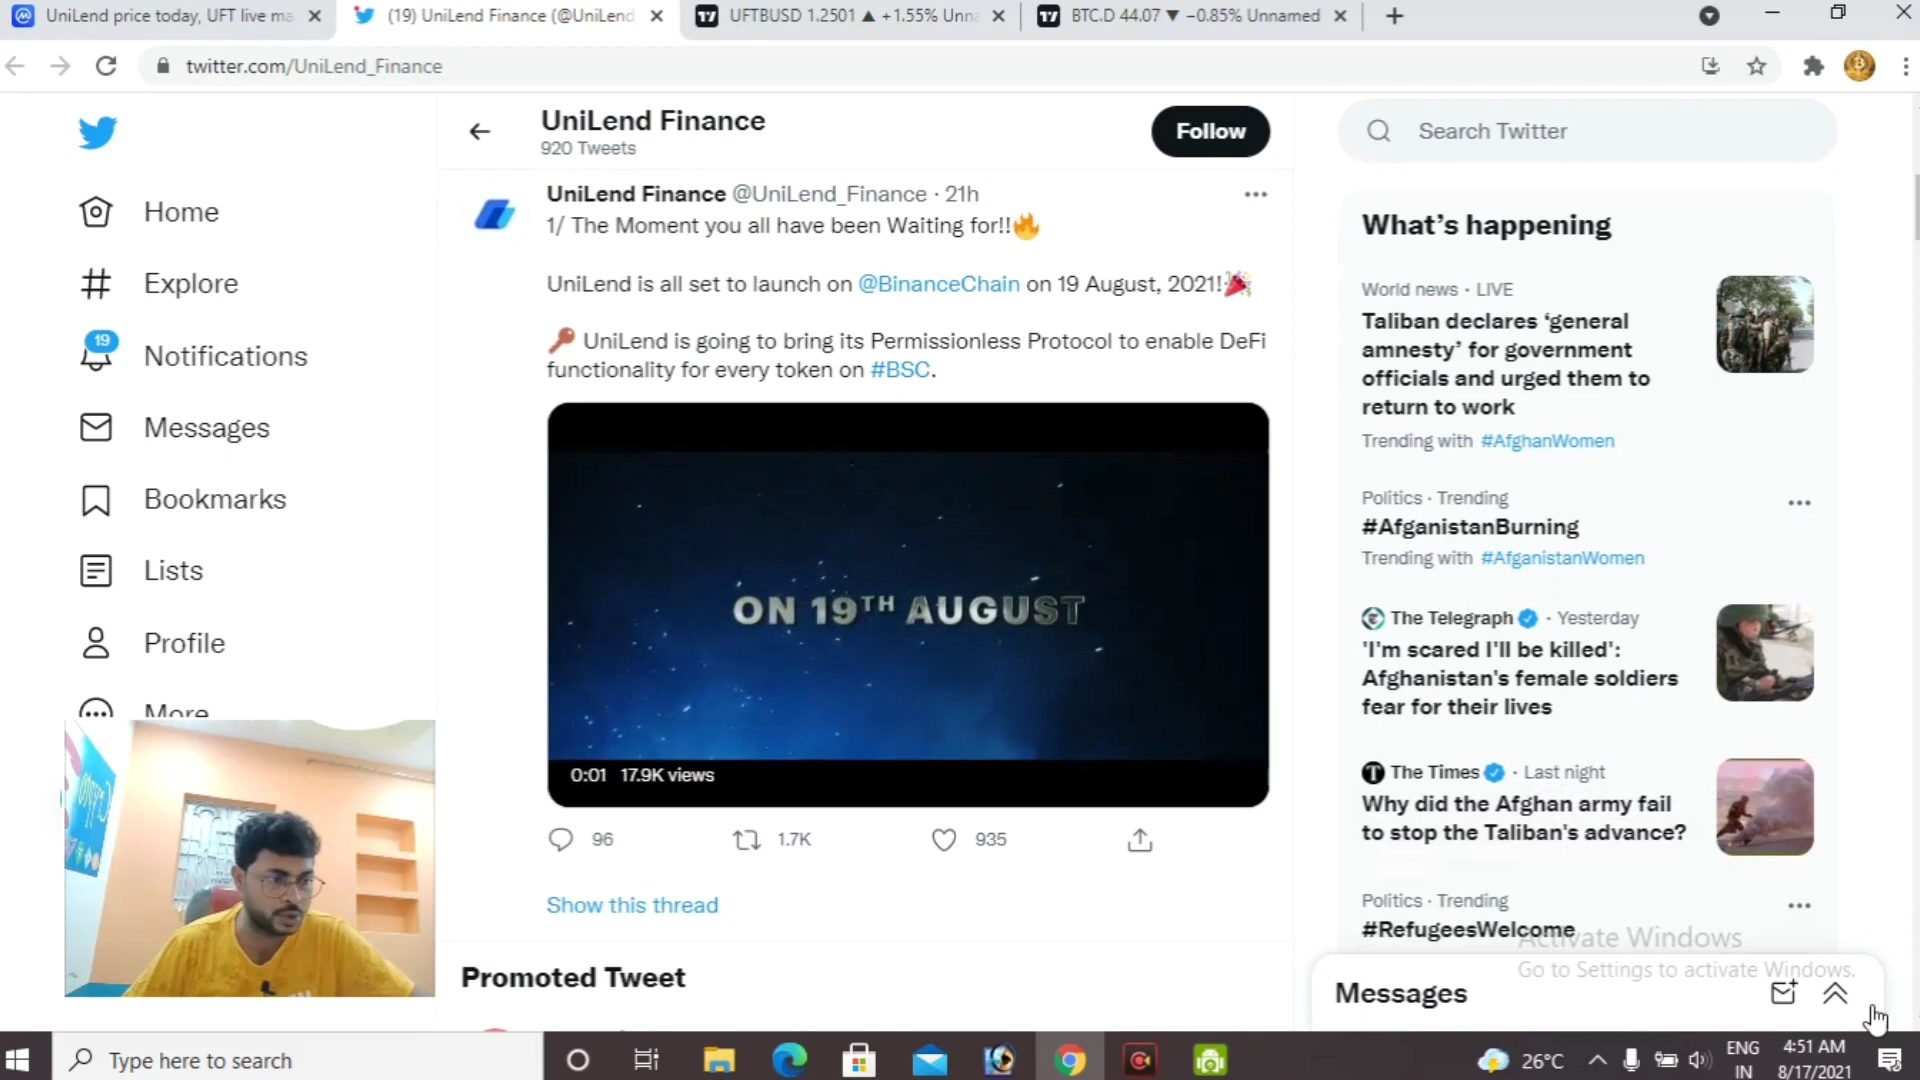 UniLend price today, UFT live ma
(19) UniLend Finance (@UniLend
UFTBUSD 1.2501 ▲ +1.55% Unna
BTC.D 44.07 ▼ −0.85% Unnamed
twitter.com/UniLend_Finance
Home
Explore
19
Notifications
Messages
Bookmarks
Lists
Profile
More
UniLend Finance
920 Tweets
Follow
UniLend Finance @UniLend_Finance · 21h
1/ The Moment you all have been Waiting for!!🔥
UniLend is all set to launch on @BinanceChain on 19 August, 2021!🎉
🔑 UniLend is going to bring its Permissionless Protocol to enable DeFi
functionality for every token on #BSC.
ON 19TH AUGUST
0:01 17.9K views
96 1.7K 935
Show this thread
Promoted Tweet
Search Twitter
What's happening
World news · LIVE
Taliban declares ‘general
amnesty’ for government
officials and urged them to
return to work
Trending with #AfghanWomen
Politics · Trending
#AfganistanBurning
Trending with #AfganistanWomen
The Telegraph · Yesterday
'I'm scared I'll be killed':
Afghanistan's female soldiers
fear for their lives
The Times · Last night
Why did the Afghan army fail
to stop the Taliban's advance?
Politics · Trending
#RefugeesWelcome
Activate Windows
Go to Settings to activate Windows.
Messages
Type here to search
26°C
ENG
IN
4:51 AM
8/17/2021